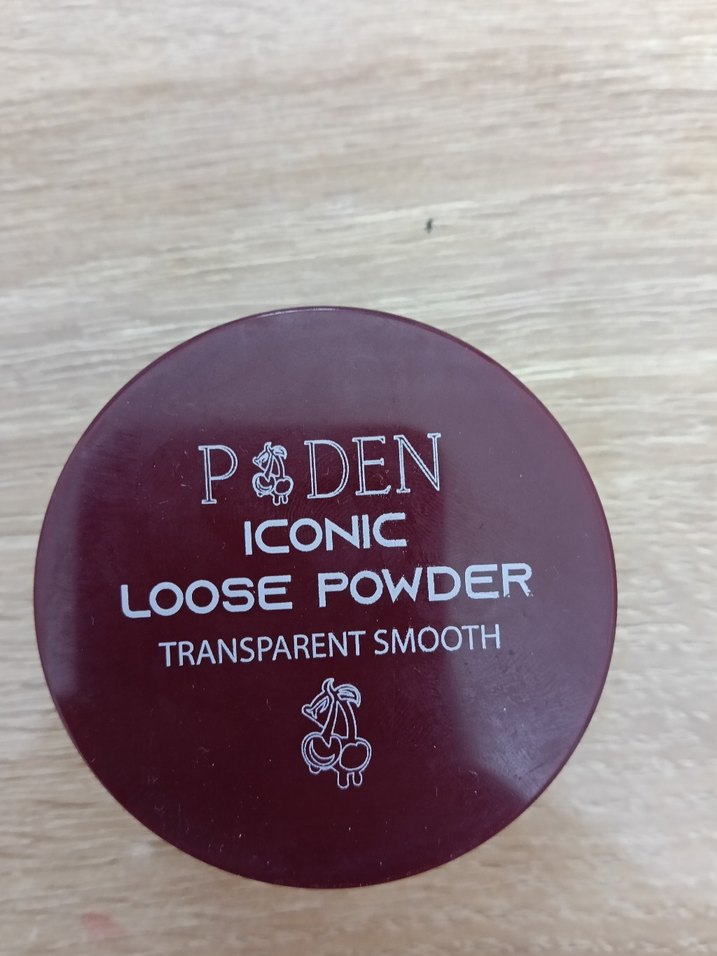 P DEN
ICONIC
LOOSE POWDER
TRANSPARENT SMOOTH